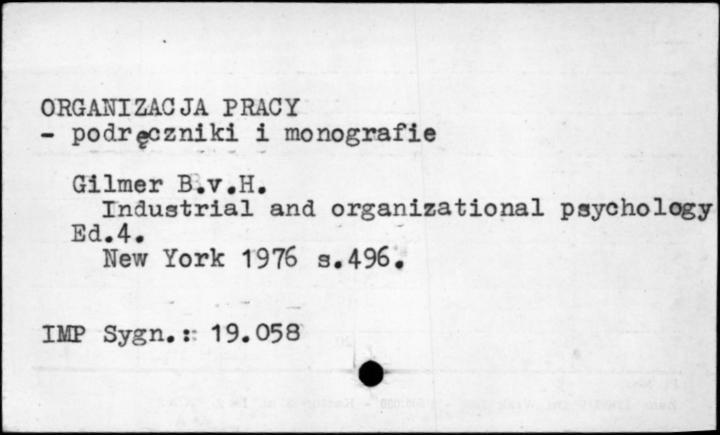 ORGANIZACJA PRACY
- podręczniki i monografie
Gilmer B.v.H.
Industrial and organizational psychology
Ed.4.
New York 1976 s.496.
IMP Sygn.: 19.058